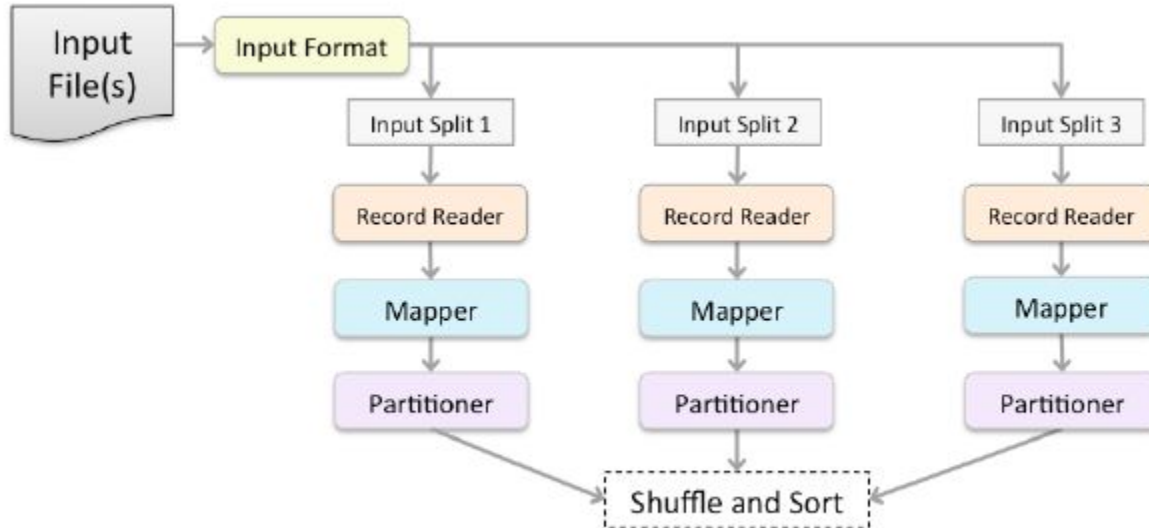 Input
File(s)
Input Format
Input Split 1
Input Split 2
Input Split 3
Record Reader
Record Reader
Record Reader
Mapper
Mapper
Mapper
Partitioner
Partitioner
Partitioner
Shuffle and Sort